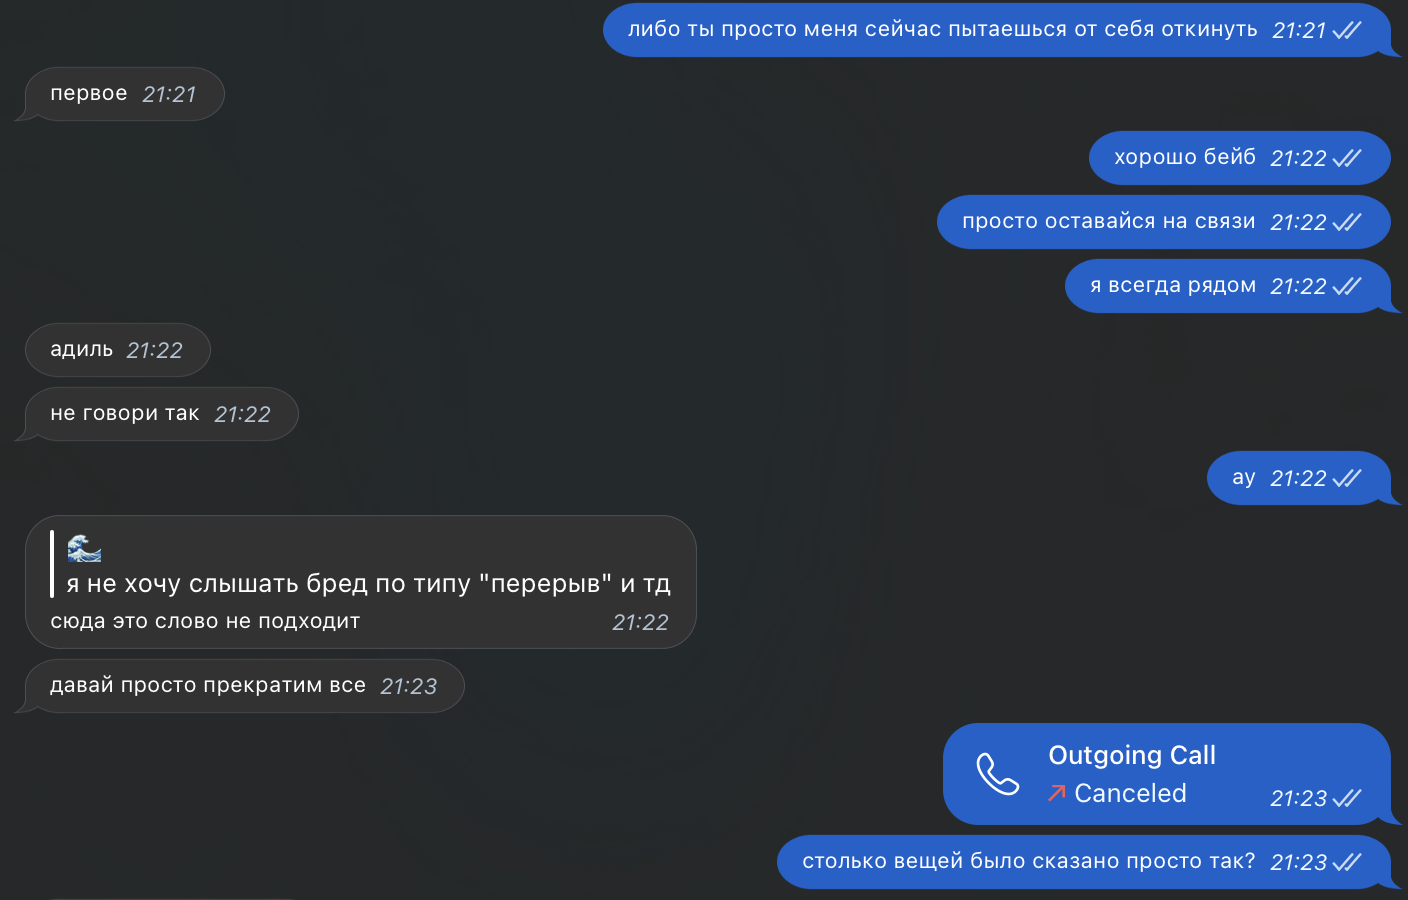 либо ты просто меня сейчас пытаешься от себя откинуть 21:21
первое 21:21
хорошо бейб 21:22
просто оставайся на связи 21:22
я всегда рядом 21:22
адиль 21:22
не говори так 21:22
ау 21:22
🌊
я не хочу слышать бред по типу "перерыв" и тд
сюда это слово не подходит 21:22
давай просто прекратим все 21:23
Outgoing Call
Canceled 21:23
столько вещей было сказано просто так? 21:23